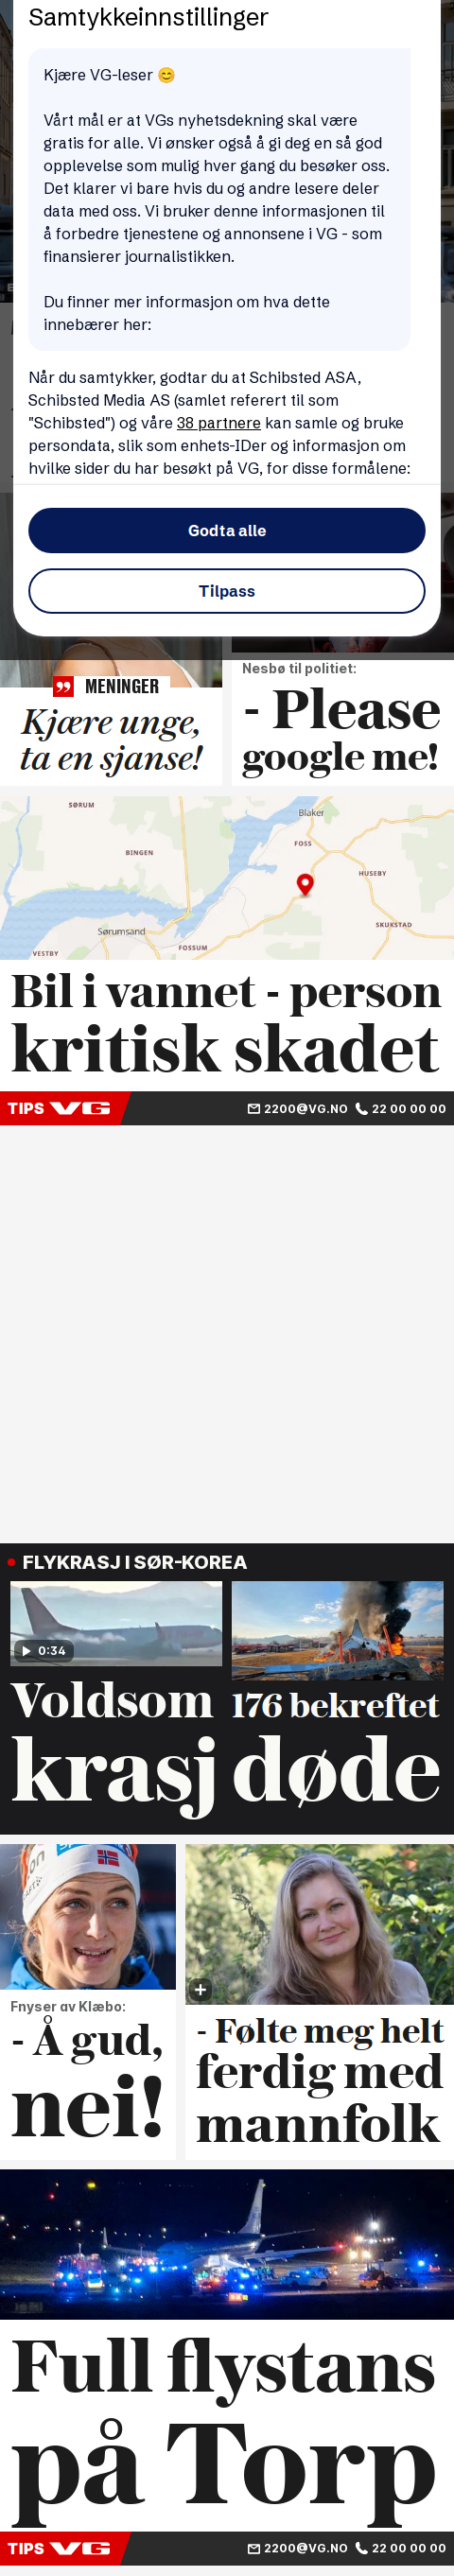 Samtykkeinnstillinger
Kjære VG-leser 😊
Vårt mål er at VGs nyhetsdekning skal være
gratis for alle. Vi ønsker også å gi deg en så god
opplevelse som mulig hver gang du besøker oss.
Det klarer vi bare hvis du og andre lesere deler
data med oss. Vi bruker denne informasjonen til
å forbedre tjenestene og annonsene i VG - som
finansierer journalistikken.
Du finner mer informasjon om hva dette
innebærer her:
Når du samtykker, godtar du at Schibsted ASA,
Schibsted Media AS (samlet referert til som
"Schibsted") og våre 38 partnere kan samle og bruke
persondata, slik som enhets-IDer og informasjon om
hvilke sider du har besøkt på VG, for disse formålene:
Godta alle
Tilpass
MENINGER
Kjære unge,
ta en sjanse!
Nesbø til politiet:
- Please
google me!
SØRUM
Blaker
FOSS
BINGEN
HUSEBY
SKUKSTAD
Sørumsand
FOSSUM
VESTBY
Bil i vannet - person
kritisk skadet
TIPS VG 2200@VG.NO 22 00 00 00
FLYKRASJ I SØR-KOREA
0:34
Voldsom
krasj
176 bekreftet
døde
Fnyser av Klæbo:
- Å gud,
nei!
- Følte meg helt
ferdig med
mannfolk
Full flystans
på Torp
TIPS VG 2200@VG.NO 22 00 00 00